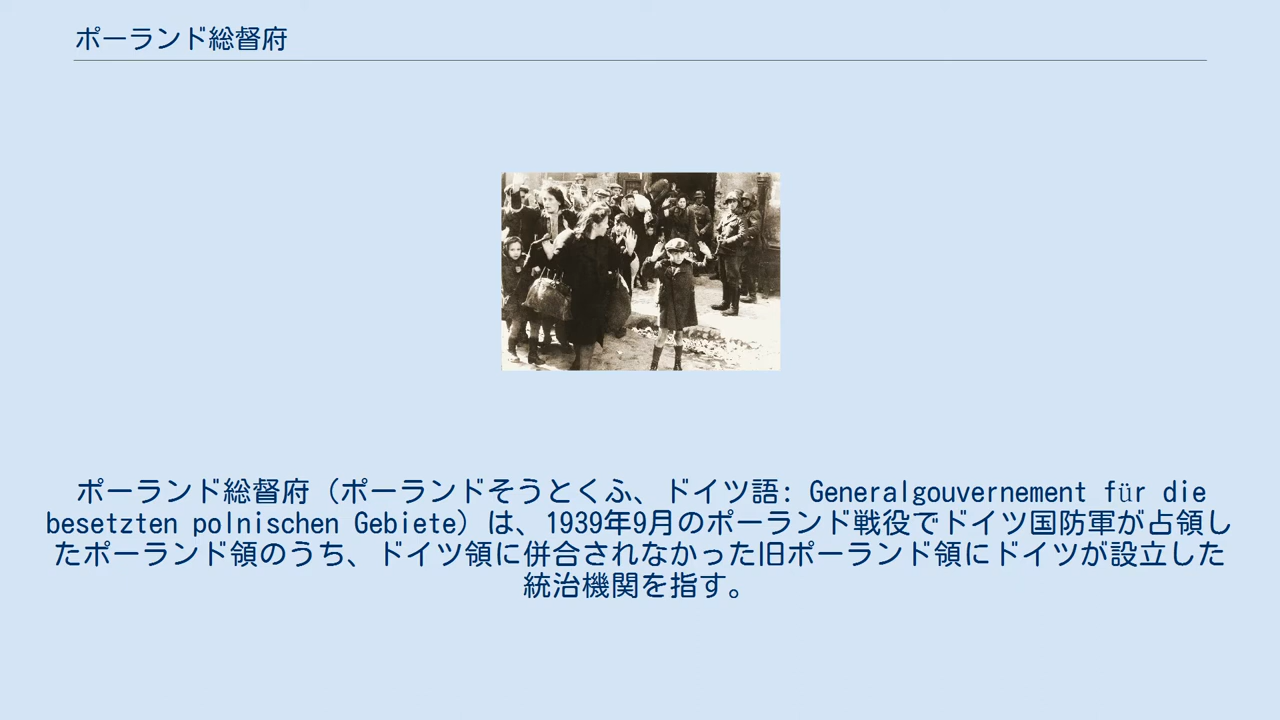 ポーランド総督府
ポーランド総督府（ポーランドそうとくふ、ドイツ語: Generalgouvernement für die
besetzten polnischen Gebiete）は、1939年9月のポーランド戦役でドイツ国防軍が占領し
たポーランド領のうち、ドイツ領に併合されなかった旧ポーランド領にドイツが設立した
統治機関を指す。